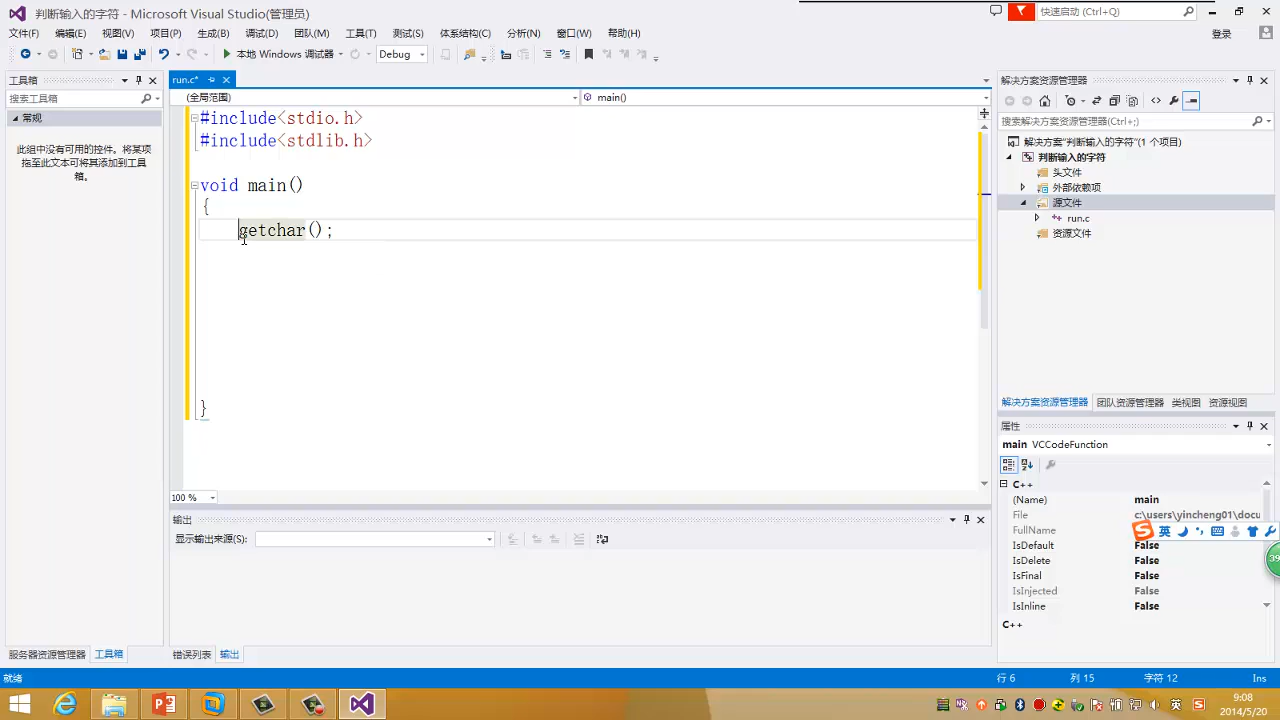 判断输入的字符 - Microsoft Visual Studio(管理员)
快速启动 (Ctrl+Q)
文件(F) 编辑(E) 视图(V) 项目(P) 生成(B) 调试(D) 团队(M) 工具(T) 测试(S) 体系结构(C) 分析(N) 窗口(W) 帮助(H)
登录
本地 Windows 调试器 Debug
工具箱
搜索工具箱
常规
此组中没有可用的控件。将某项
拖至此文本可将其添加到工具
箱。
run.c*
(全局范围) main()
#include<stdio.h>
#include<stdlib.h>
void main()
{
getchar();
}
100 %
输出
显示输出来源(S):
解决方案资源管理器
搜索解决方案资源管理器(Ctrl+;)
解决方案"判断输入的字符"(1 个项目)
判断输入的字符
头文件
外部依赖项
源文件
run.c
资源文件
解决方案资源管理器 团队资源管理器 类视图 资源视图
属性
main VCCodeFunction
C++
(Name) main
File c:\users\yincheng01\docu
FullName
IsDefault False
IsDelete False
IsFinal False
IsInjected False
IsInline False
C++
英
39
服务器资源管理器 工具箱
错误列表 输出
就绪 行 6 列 15 字符 12 Ins
英
9:08
2014/5/20